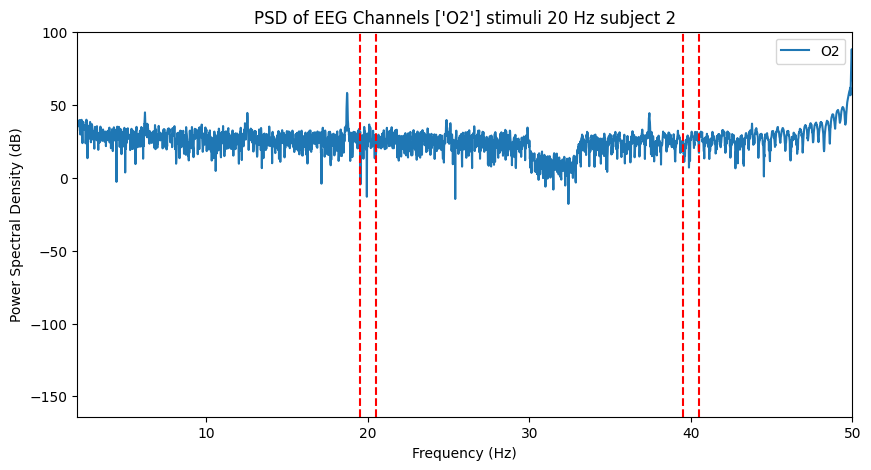 PSD of EEG Channels ['O2'] stimuli 20 Hz subject 2
O2
Power Spectral Density (dB)
100
50
0
−50
−100
−150
10
20
30
40
50
Frequency (Hz)